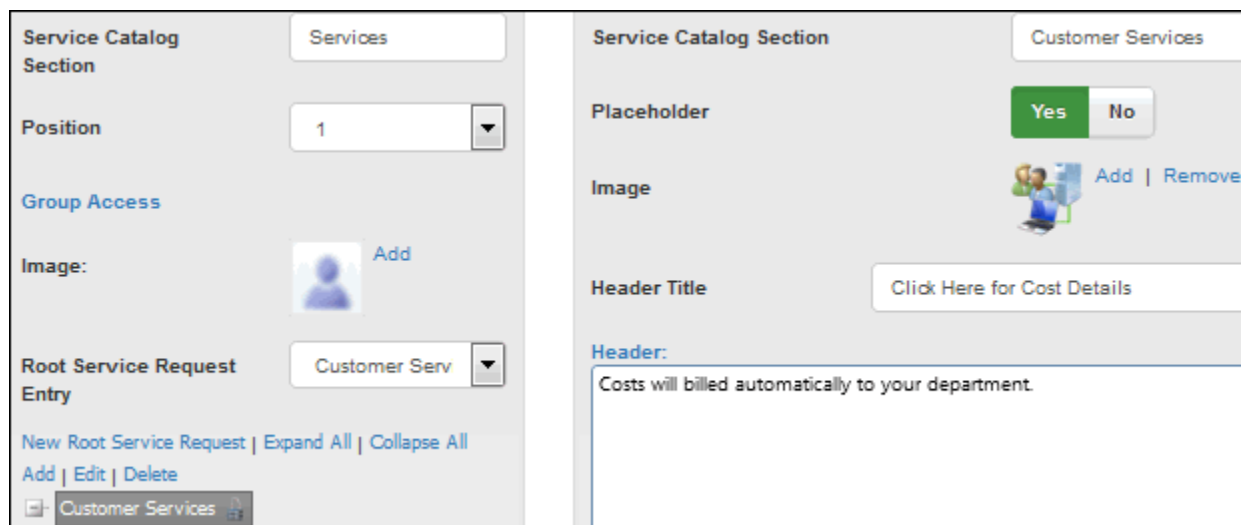 Service Catalog
Section
Services
Position
1
Group Access
Image:
Add
Root Service Request
Entry
Customer Serv
New Root Service Request | Expand All | Collapse All
Add | Edit | Delete
Customer Services
Service Catalog Section
Customer Services
Placeholder
Yes No
Image
Add | Remove
Header Title
Click Here for Cost Details
Header:
Costs will billed automatically to your department.